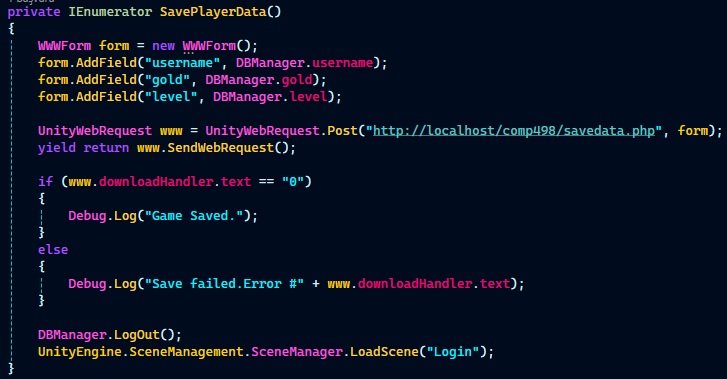 private IEnumerator SavePlayerData()
{
WWWForm form = new WWWForm();
form.AddField("username", DBManager.username);
form.AddField("gold", DBManager.gold);
form.AddField("level", DBManager.level);
UnityWebRequest www = UnityWebRequest.Post("http://localhost/comp498/savedata.php", form);
yield return www.SendWebRequest();
if (www.downloadHandler.text == "0")
{
Debug.Log("Game Saved.");
}
else
{
Debug.Log("Save failed.Error #" + www.downloadHandler.text);
}
DBManager.LogOut();
UnityEngine.SceneManagement.SceneManager.LoadScene("Login");
}